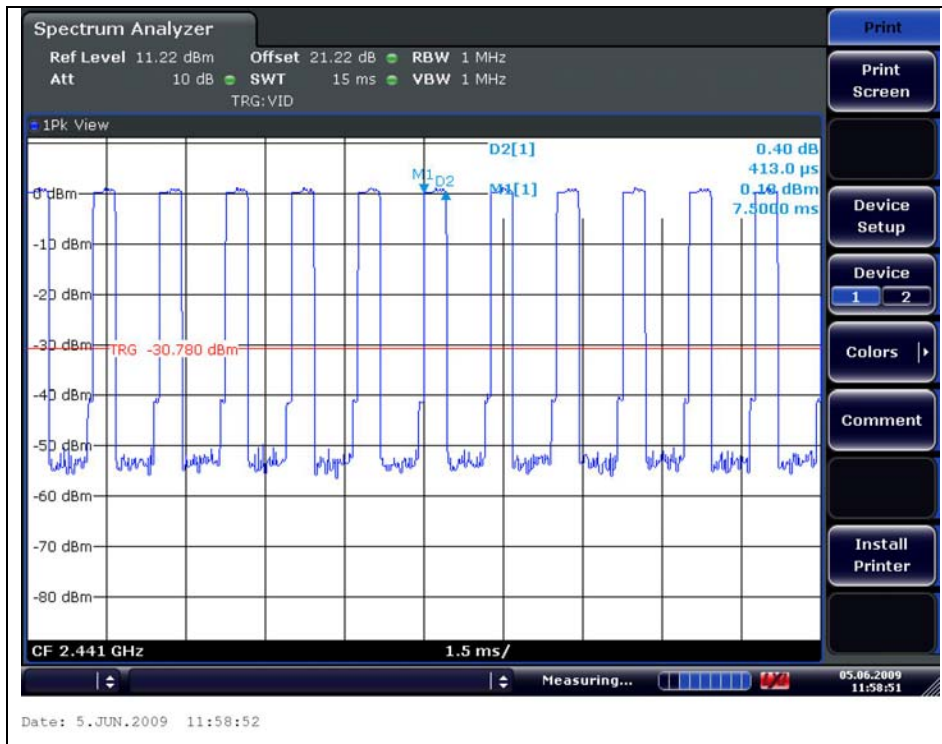 Spectrum Analyzer
Ref Level 11.22 dBm Offset 21.22 dB RBW 1 MHz
Att 10 dB SWT 15 ms VBW 1 MHz
TRG:VID
1Pk View
D2[1] 0.40 dB
413.0 µs
M1[1] 0.18 dBm
7.5000 ms
M1
D2
0 dBm
-10 dBm
-20 dBm
-30 dBm
TRG -30.780 dBm
-40 dBm
-50 dBm
-60 dBm
-70 dBm
-80 dBm
CF 2.441 GHz 1.5 ms/
Measuring...
05.06.2009
11:58:51
Print
Print
Screen
Device
Setup
Device
1 2
Colors
Comment
Install
Printer
Date: 5.JUN.2009 11:58:52